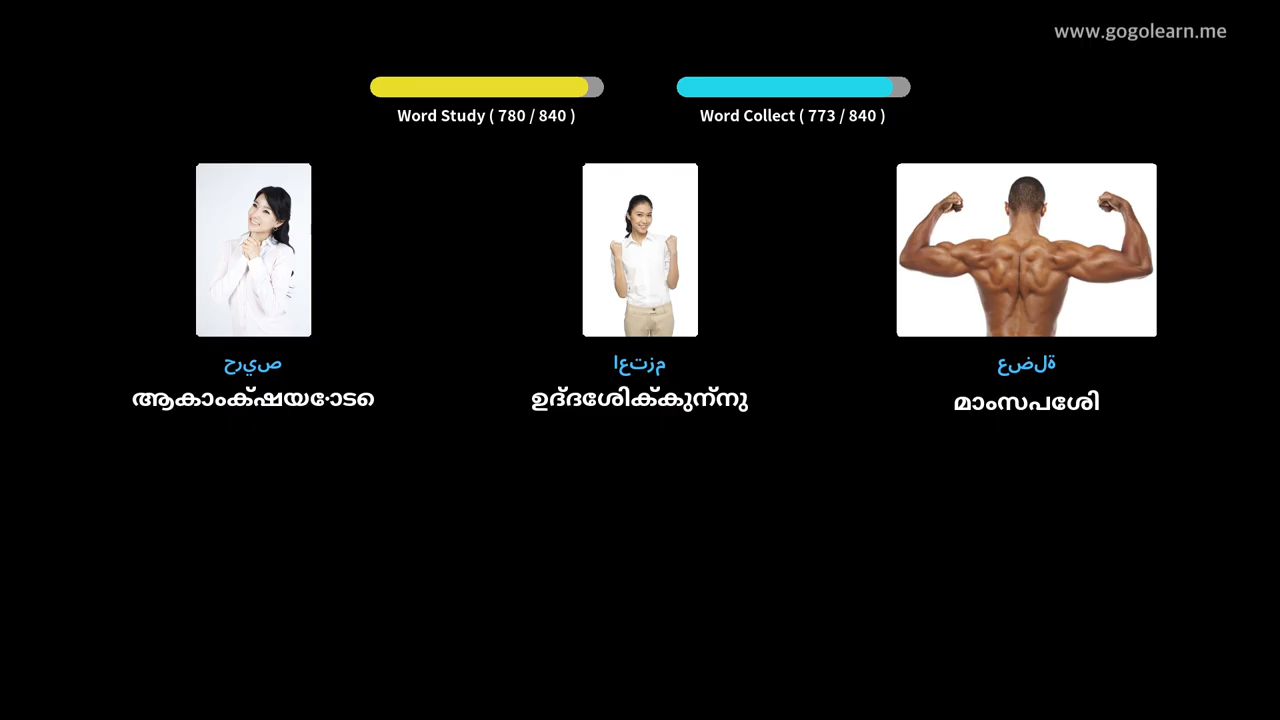 www.gogolearn.me
Word Study ( 780 / 840 )
Word Collect ( 773 / 840 )
حريص
اعتزم
عضلة
ആകാംക്ഷയോടെ
ഉദ്ദേശിക്കുന്നു
മാംസപേശി